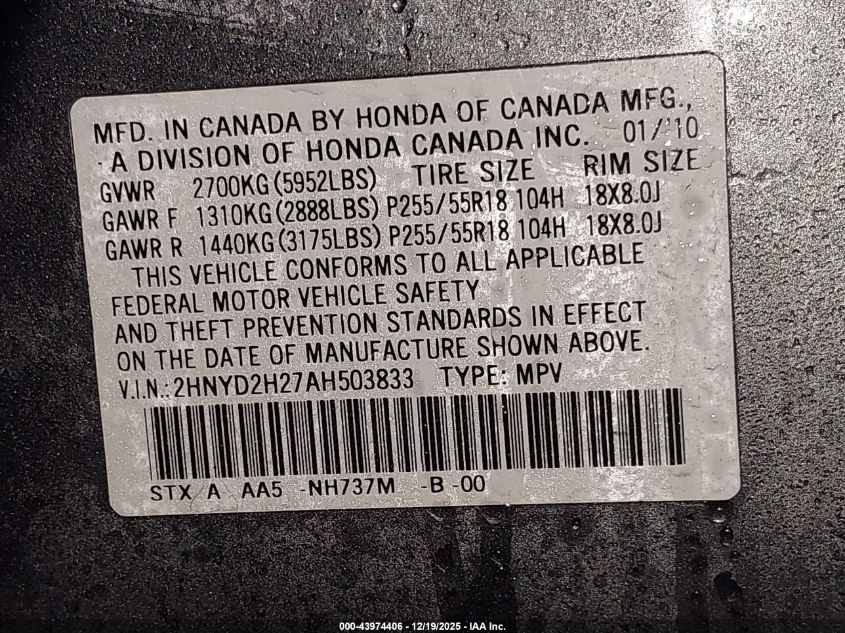 MFD. IN CANADA BY HONDA OF CANADA MFG.,
A DIVISION OF HONDA CANADA INC. 01/'10
GVWR 2700KG(5952LBS) TIRE SIZE RIM SIZE
GAWR F 1310KG(2888LBS) P255/55R18 104H 18X8.0J
GAWR R 1440KG(3175LBS) P255/55R18 104H 18X8.0J
THIS VEHICLE CONFORMS TO ALL APPLICABLE
FEDERAL MOTOR VEHICLE SAFETY
AND THEFT PREVENTION STANDARDS IN EFFECT
ON THE DATE OF MANUFACTURE SHOWN ABOVE.
V.I.N.: 2HNYD2H27AH503833 TYPE: MPV
STX A AA5 -NH737M -B -00
000-43974406 - 12/19/2025 - IAA Inc.